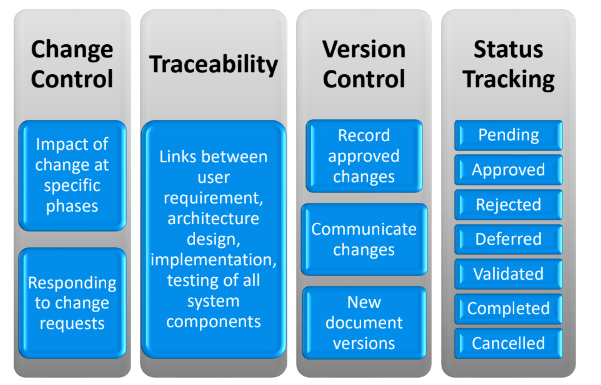 Change
Control
Impact of
change at
specific
phases
Responding
to change
requests
Traceability
Links between
user
requirement,
architecture
design,
implementation,
testing of all
system
components
Version
Control
Record
approved
changes
Communicate
changes
New
document
versions
Status
Tracking
Pending
Approved
Rejected
Deferred
Validated
Completed
Cancelled